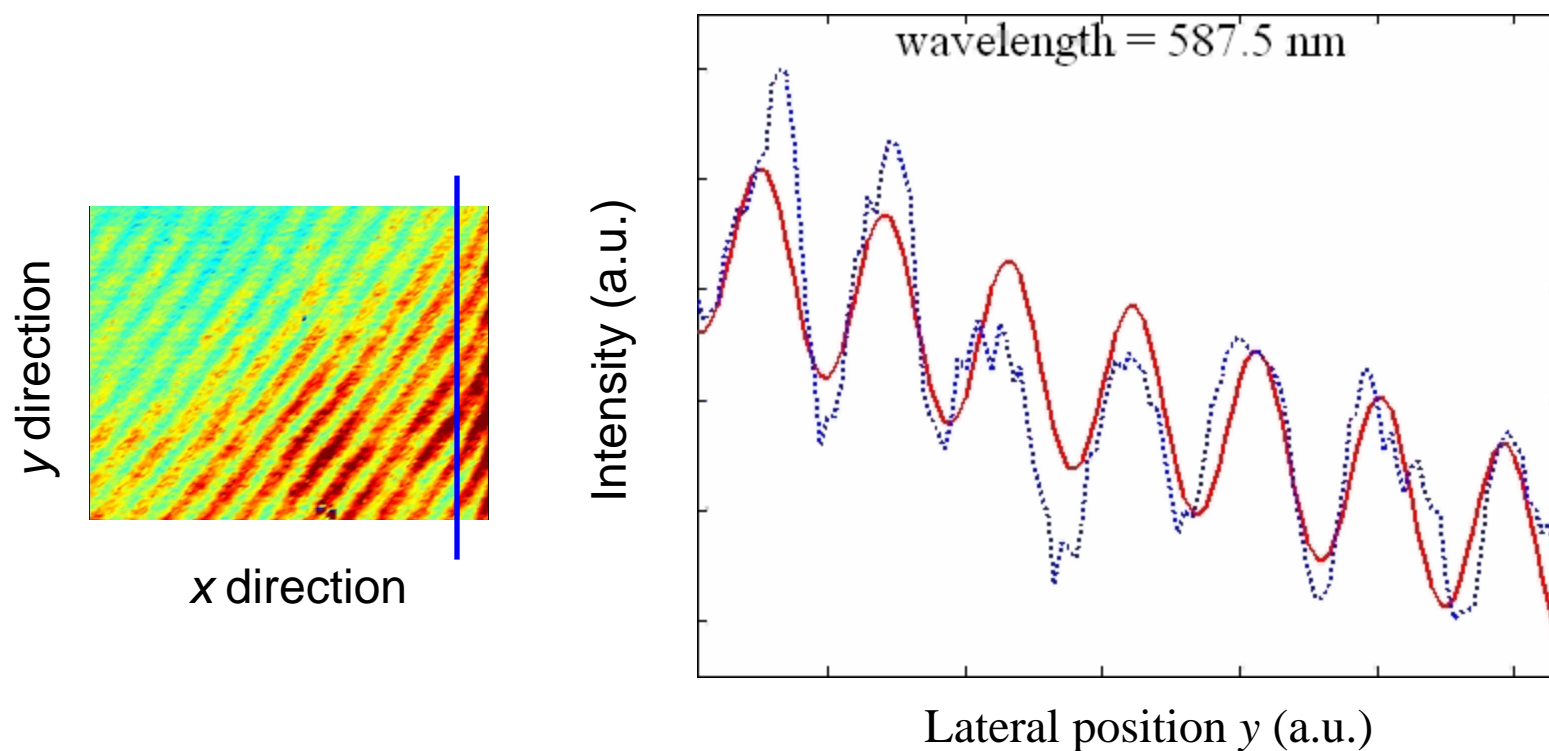 y direction
x direction
Intensity (a.u.)
wavelength = 587.5 nm
Lateral position y (a.u.)